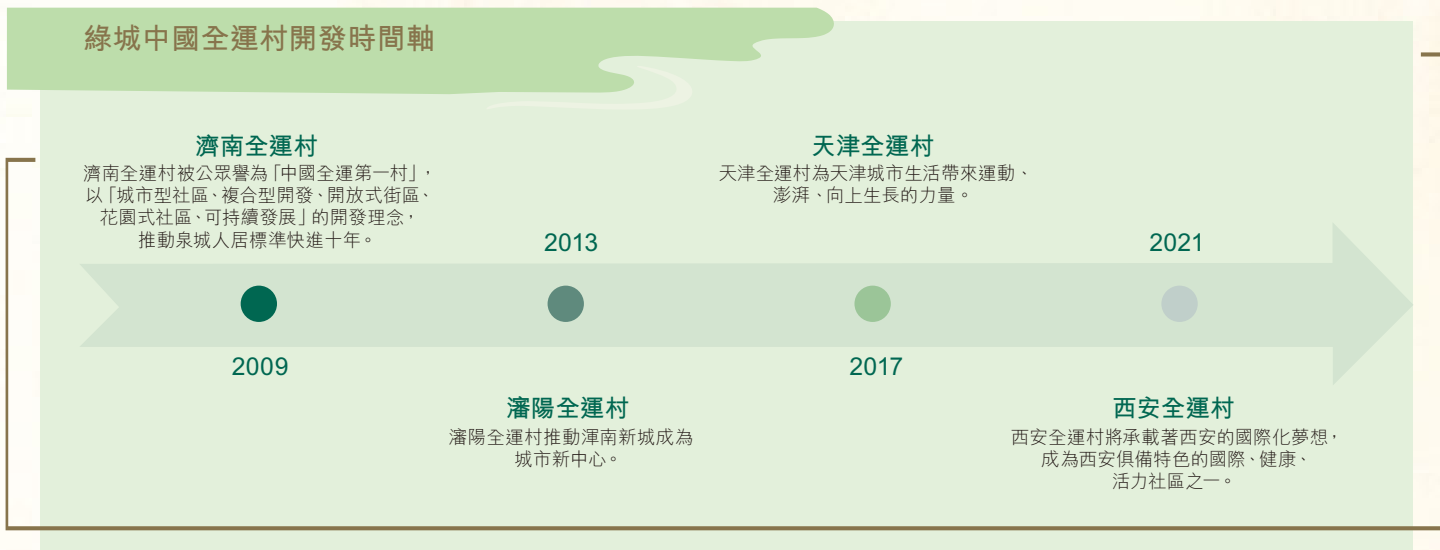 綠城中國全運村開發時間軸
濟南全運村
濟南全運村被公眾譽為「中國全運第一村」，
以「城市型社區、複合型開發、開放式街區、
花園式社區、可持續發展」的開發理念，
推動泉城人居標準快進十年。
2009
2013
瀋陽全運村
瀋陽全運村推動渾南新城成為
城市新中心。
天津全運村
天津全運村為天津城市生活帶來運動、
澎湃、向上生長的力量。
2017
2021
西安全運村
西安全運村將承載著西安的國際化夢想，
成為西安俱備特色的國際、健康、
活力社區之一。